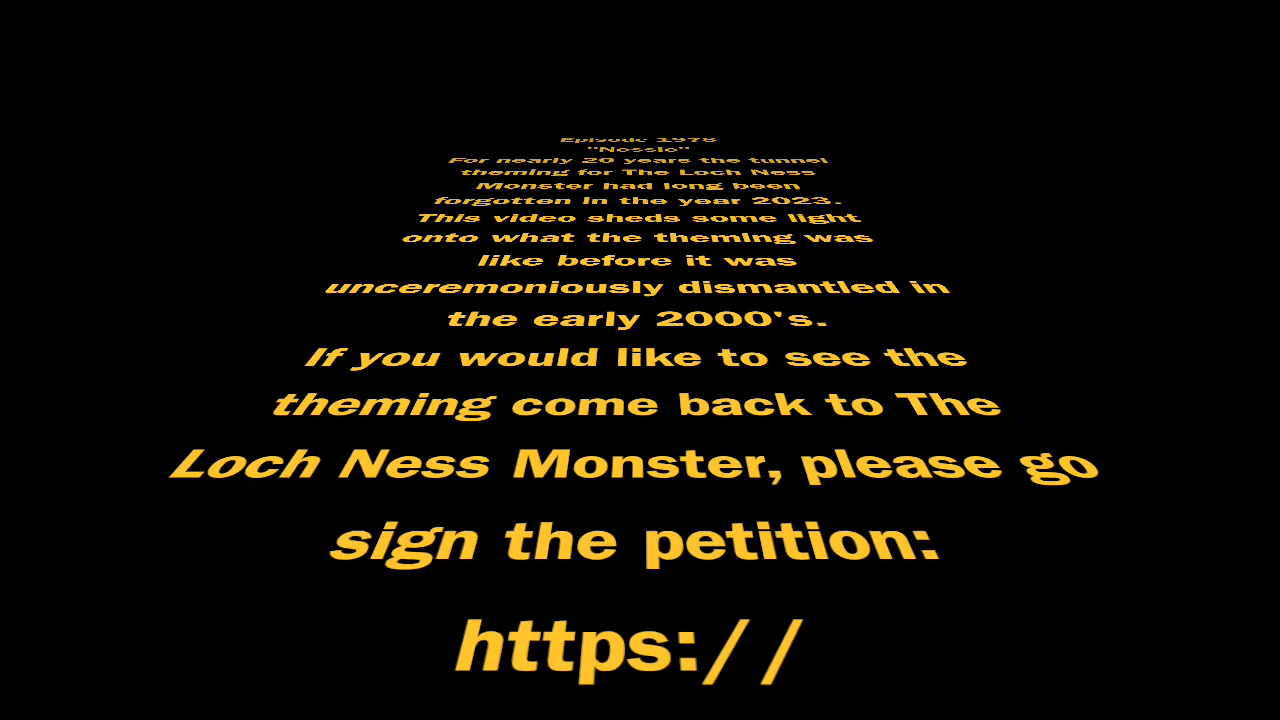 Episode 1978
"Nessie"
For nearly 20 years the tunnel
theming for The Loch Ness
Monster had long been
forgotten in the year 2023.
This video sheds some light
onto what the theming was
like before it was
unceremoniously dismantled in
the early 2000's.
If you would like to see the
theming come back to The
Loch Ness Monster, please go
sign the petition:
https://